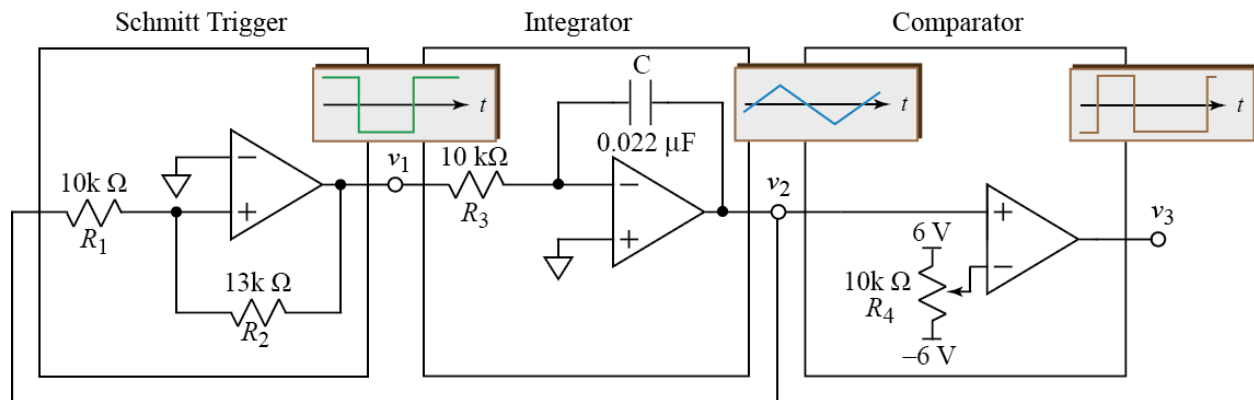 Schmitt Trigger
Integrator
Comparator
t
t
t
C
0.022 μF
v1
10 kΩ
R3
v2
v3
10k Ω
R1
13k Ω
R2
−
+
−
+
+
−
6 V
10k Ω
R4
–6 V